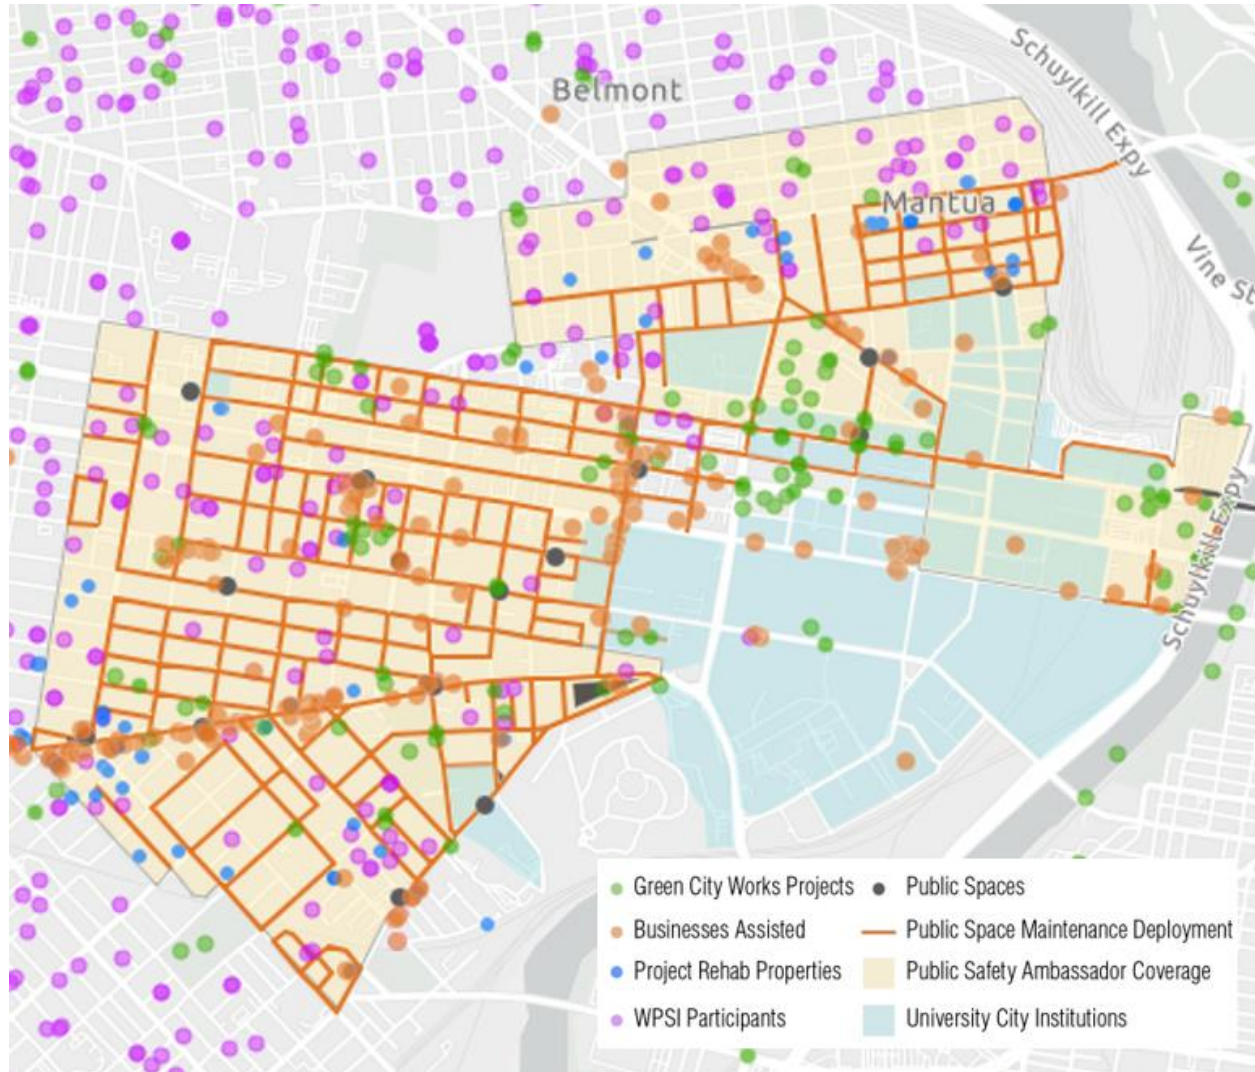 Schuylkill Expy
Belmont
Mantua
Vine St
Schuylkill Expy
Green City Works Projects
Public Spaces
Businesses Assisted
Public Space Maintenance Deployment
Project Rehab Properties
Public Safety Ambassador Coverage
WPSI Participants
University City Institutions